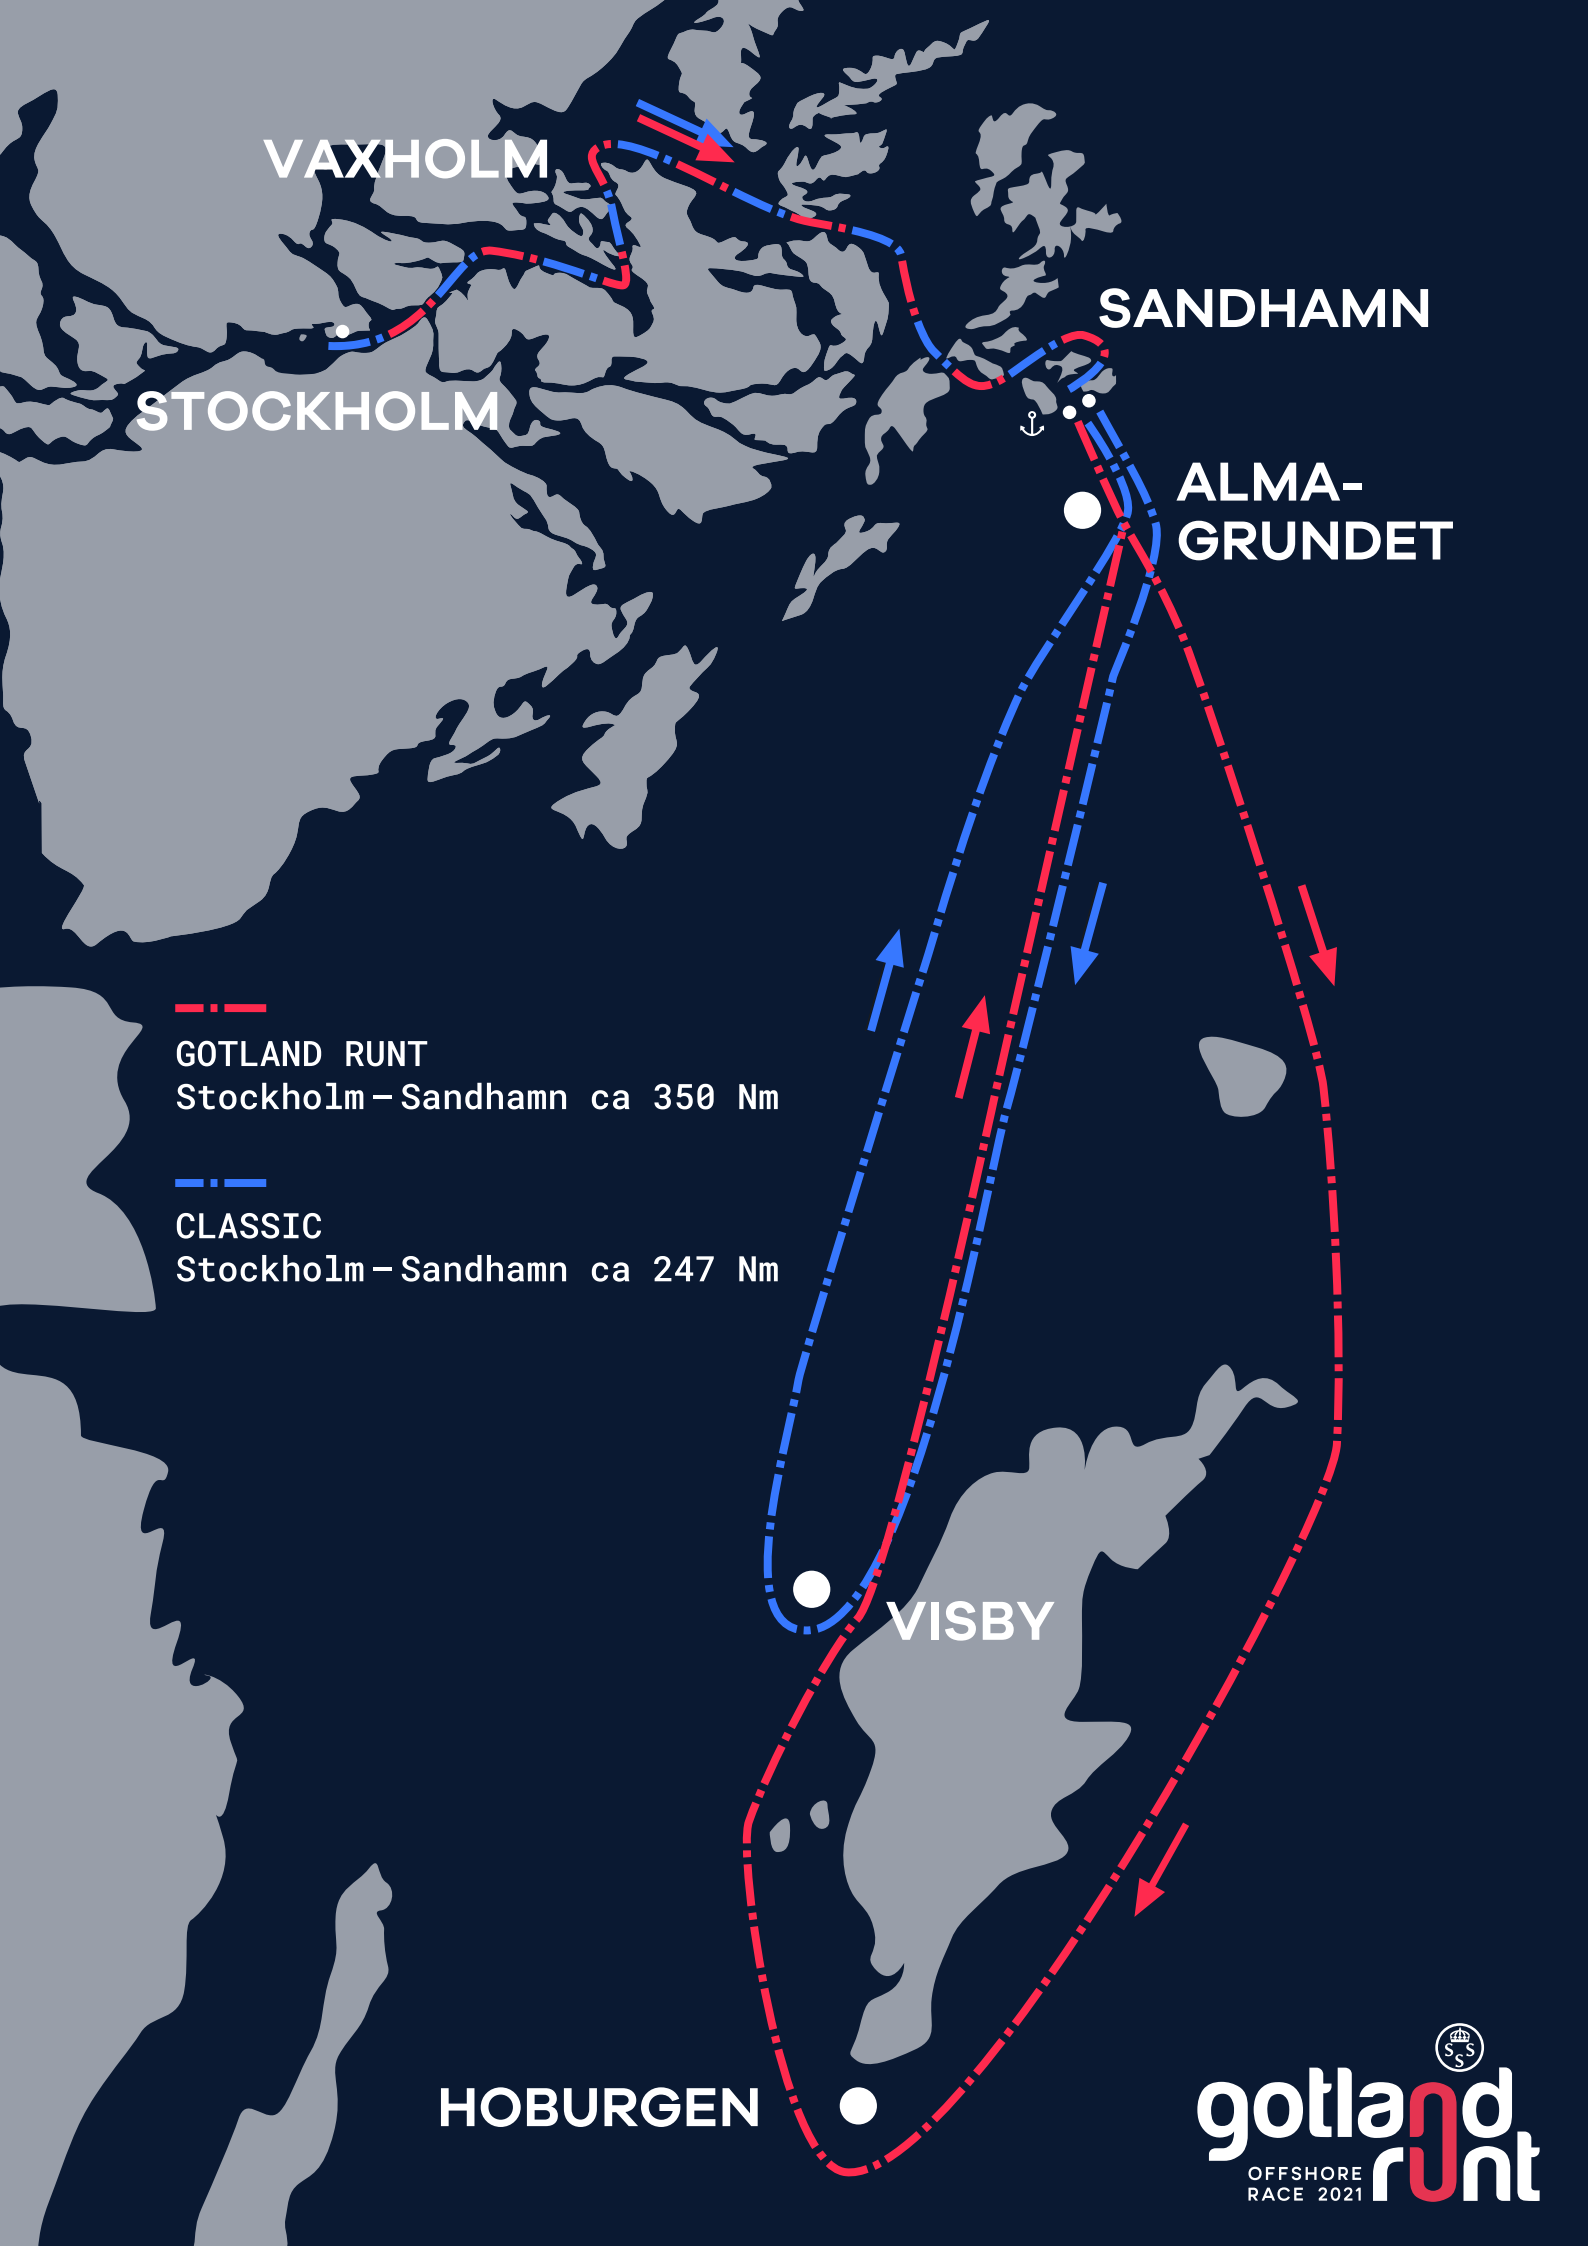 VAXHOLM
SANDHAMN
STOCKHOLM
ALMA-
GRUNDET
GOTLAND RUNT
Stockholm–Sandhamn ca 350 Nm
CLASSIC
Stockholm–Sandhamn ca 247 Nm
VISBY
HOBURGEN
S S
S
gotland
runt
OFFSHORE
RACE 2021